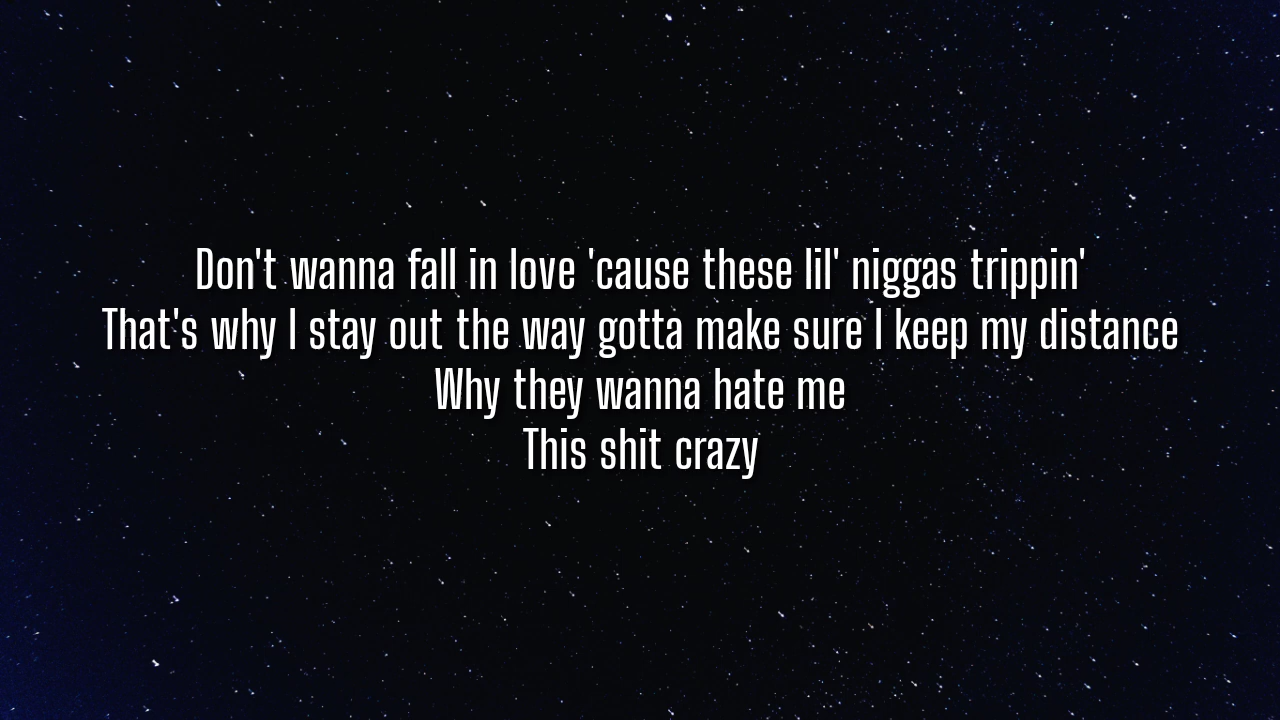 Don't wanna fall in love 'cause these lil' niggas trippin'
That's why I stay out the way gotta make sure I keep my distance
Why they wanna hate me
This shit crazy